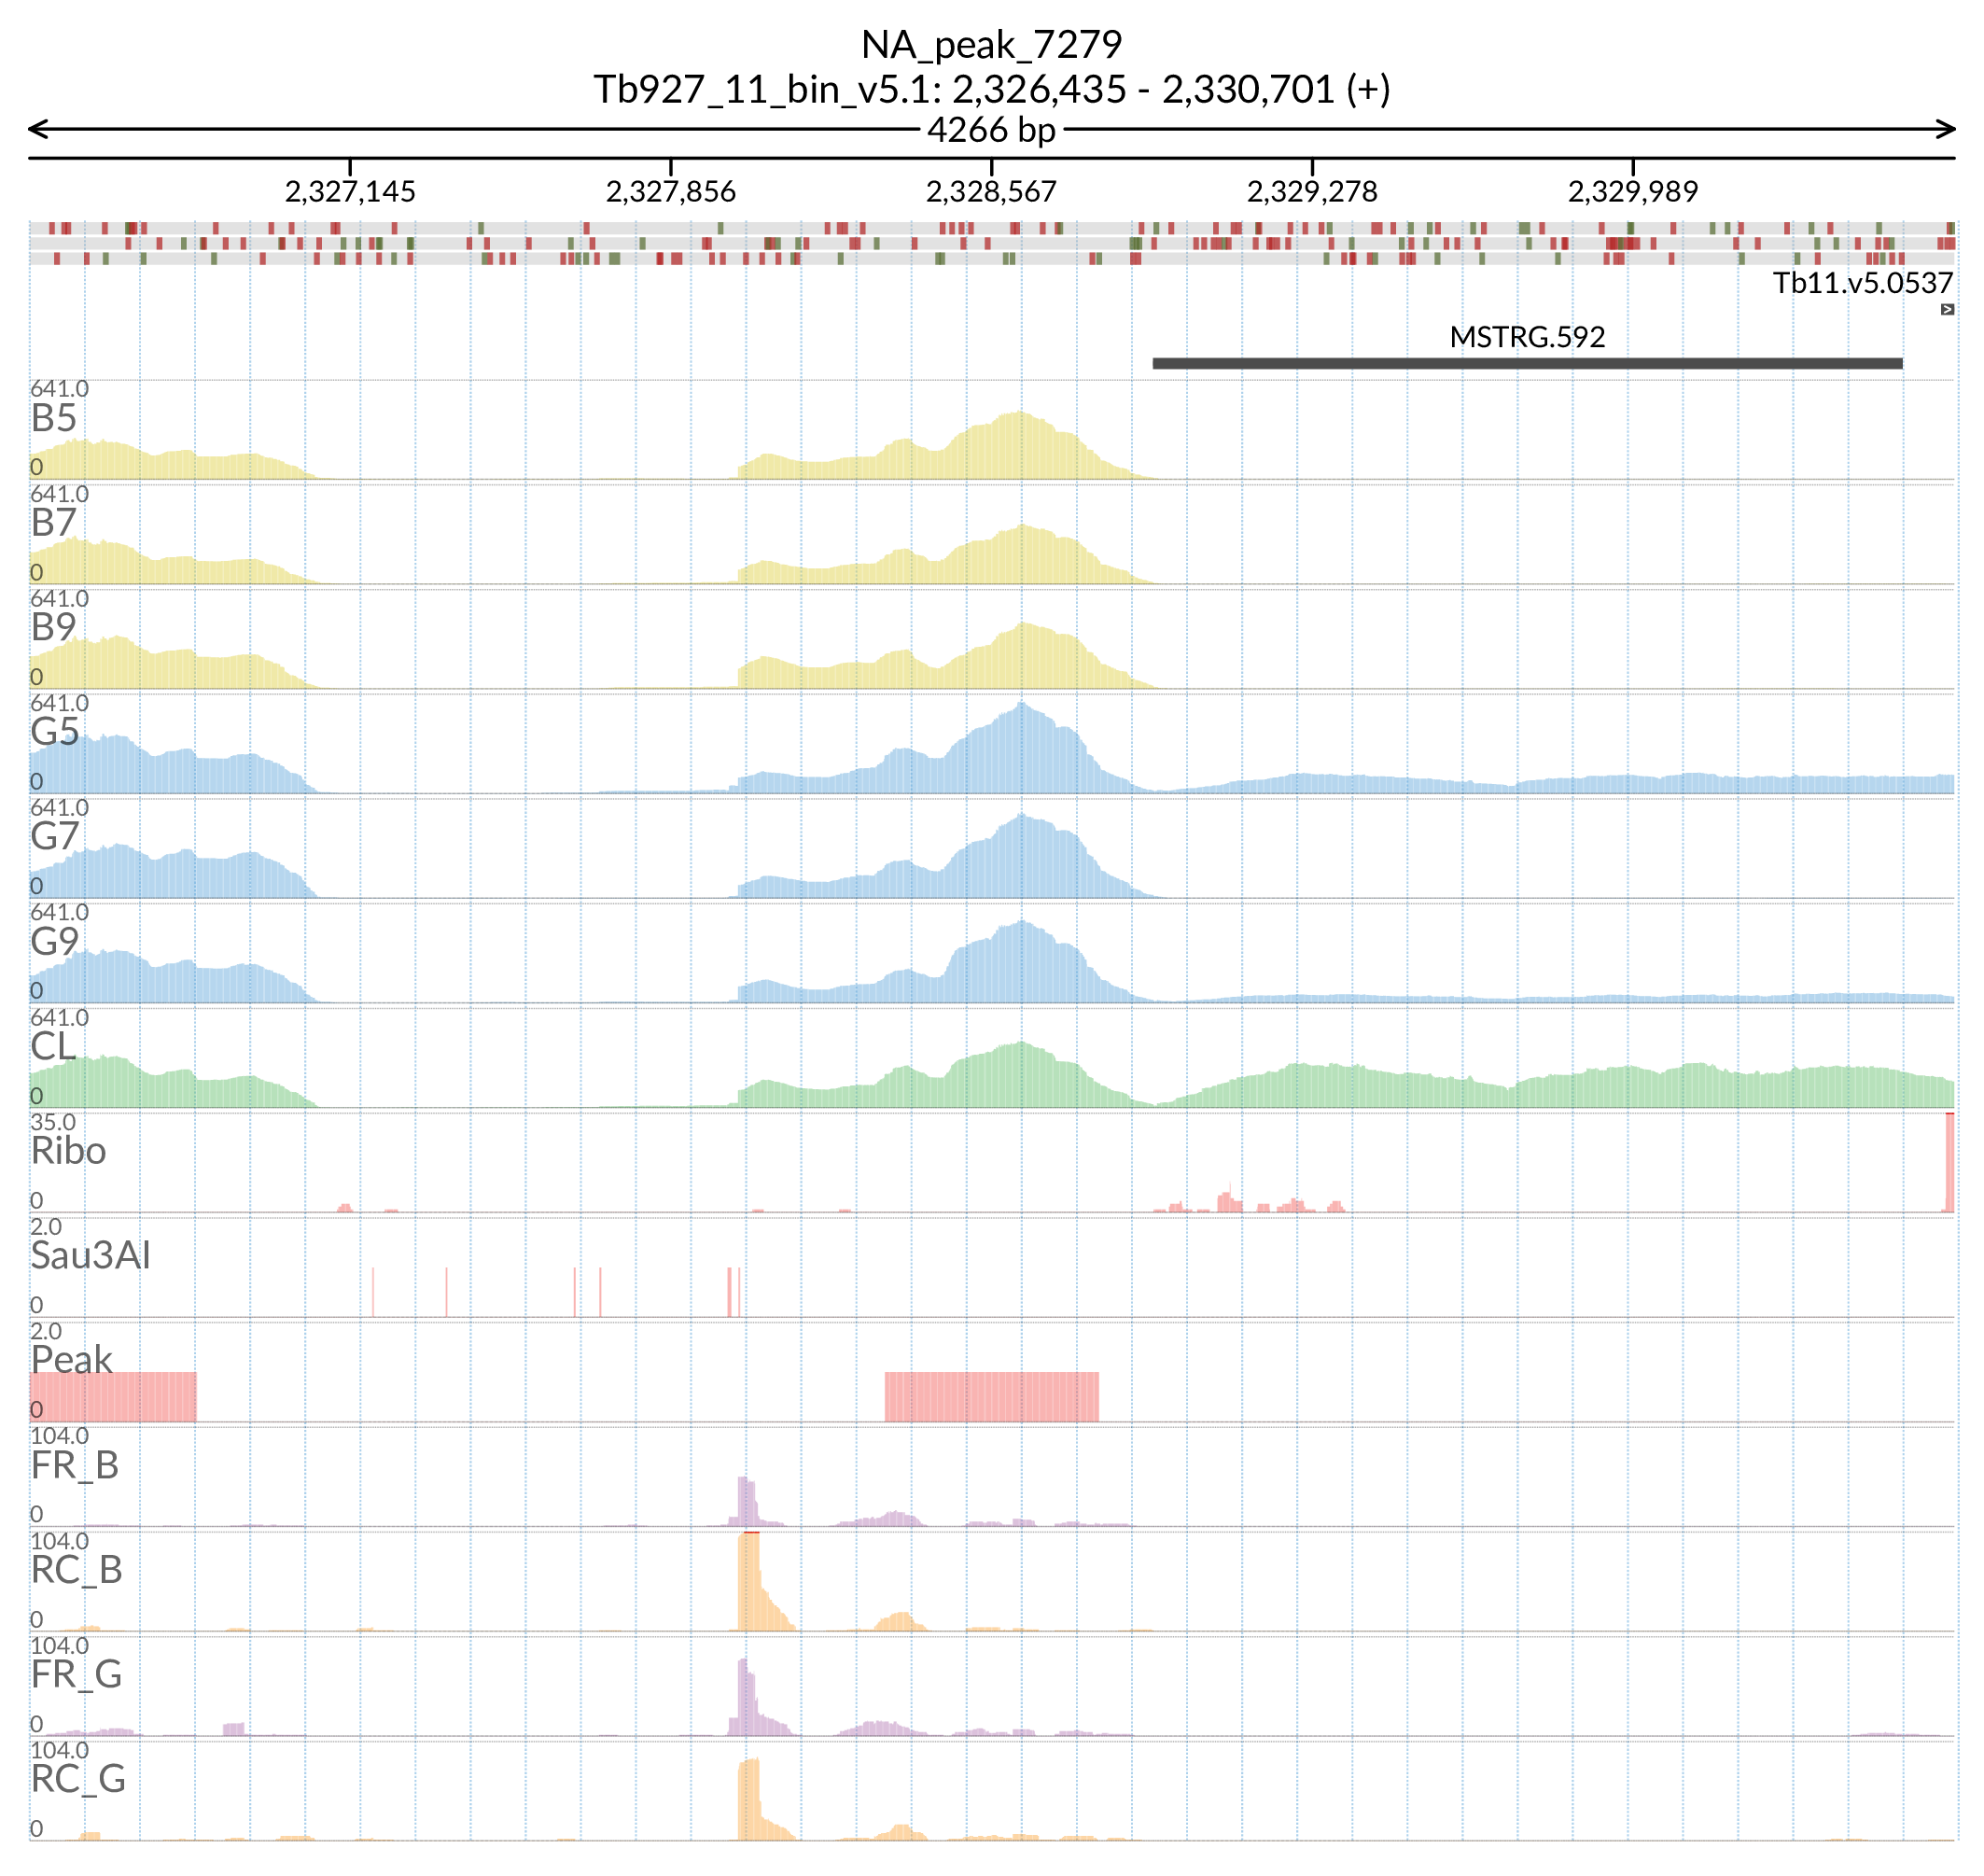 NA_peak_7279
Tb927_11_bin_v5.1: 2,326,435 - 2,330,701 (+)
4266 bp
2,327,145 2,327,856 2,328,567 2,329,278 2,329,989
Tb11.v5.0537
>
MSTRG.592
641.0
B5
0
641.0
B7
0
641.0
B9
0
641.0
G5
0
641.0
G7
0
641.0
G9
0
641.0
CL
0
35.0
Ribo
0
2.0
Sau3AI
0
2.0
Peak
0
104.0
FR_B
0
104.0
RC_B
0
104.0
FR_G
0
104.0
RC_G
0